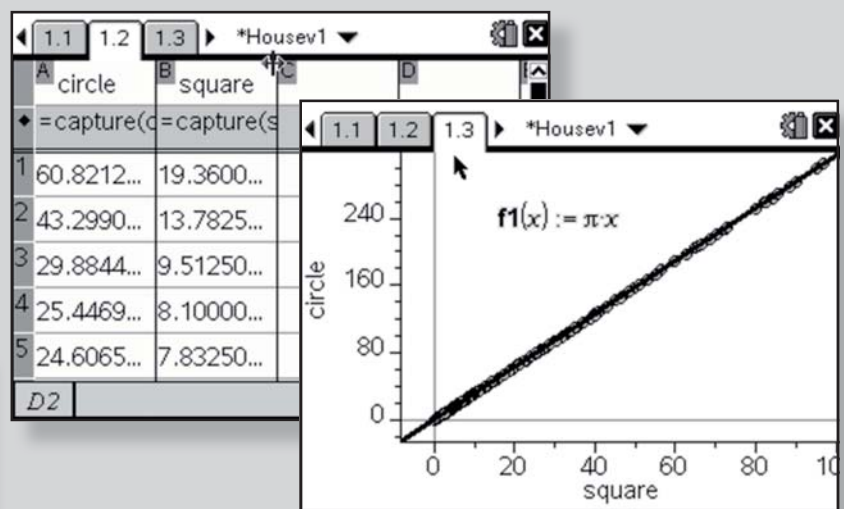 1.1 1.2 1.3 *Housev1
A circle B square C D
=capture(c =capture(s
1 60.8212... 19.3600...
2 43.2990... 13.7825...
3 29.8844... 9.51250...
4 25.4469... 8.10000...
5 24.6065... 7.83250...
D2
1.1 1.2 1.3 *Housev1
f1(x) := π·x
circle
240
160
80
0
0 20 40 60 80 10
square